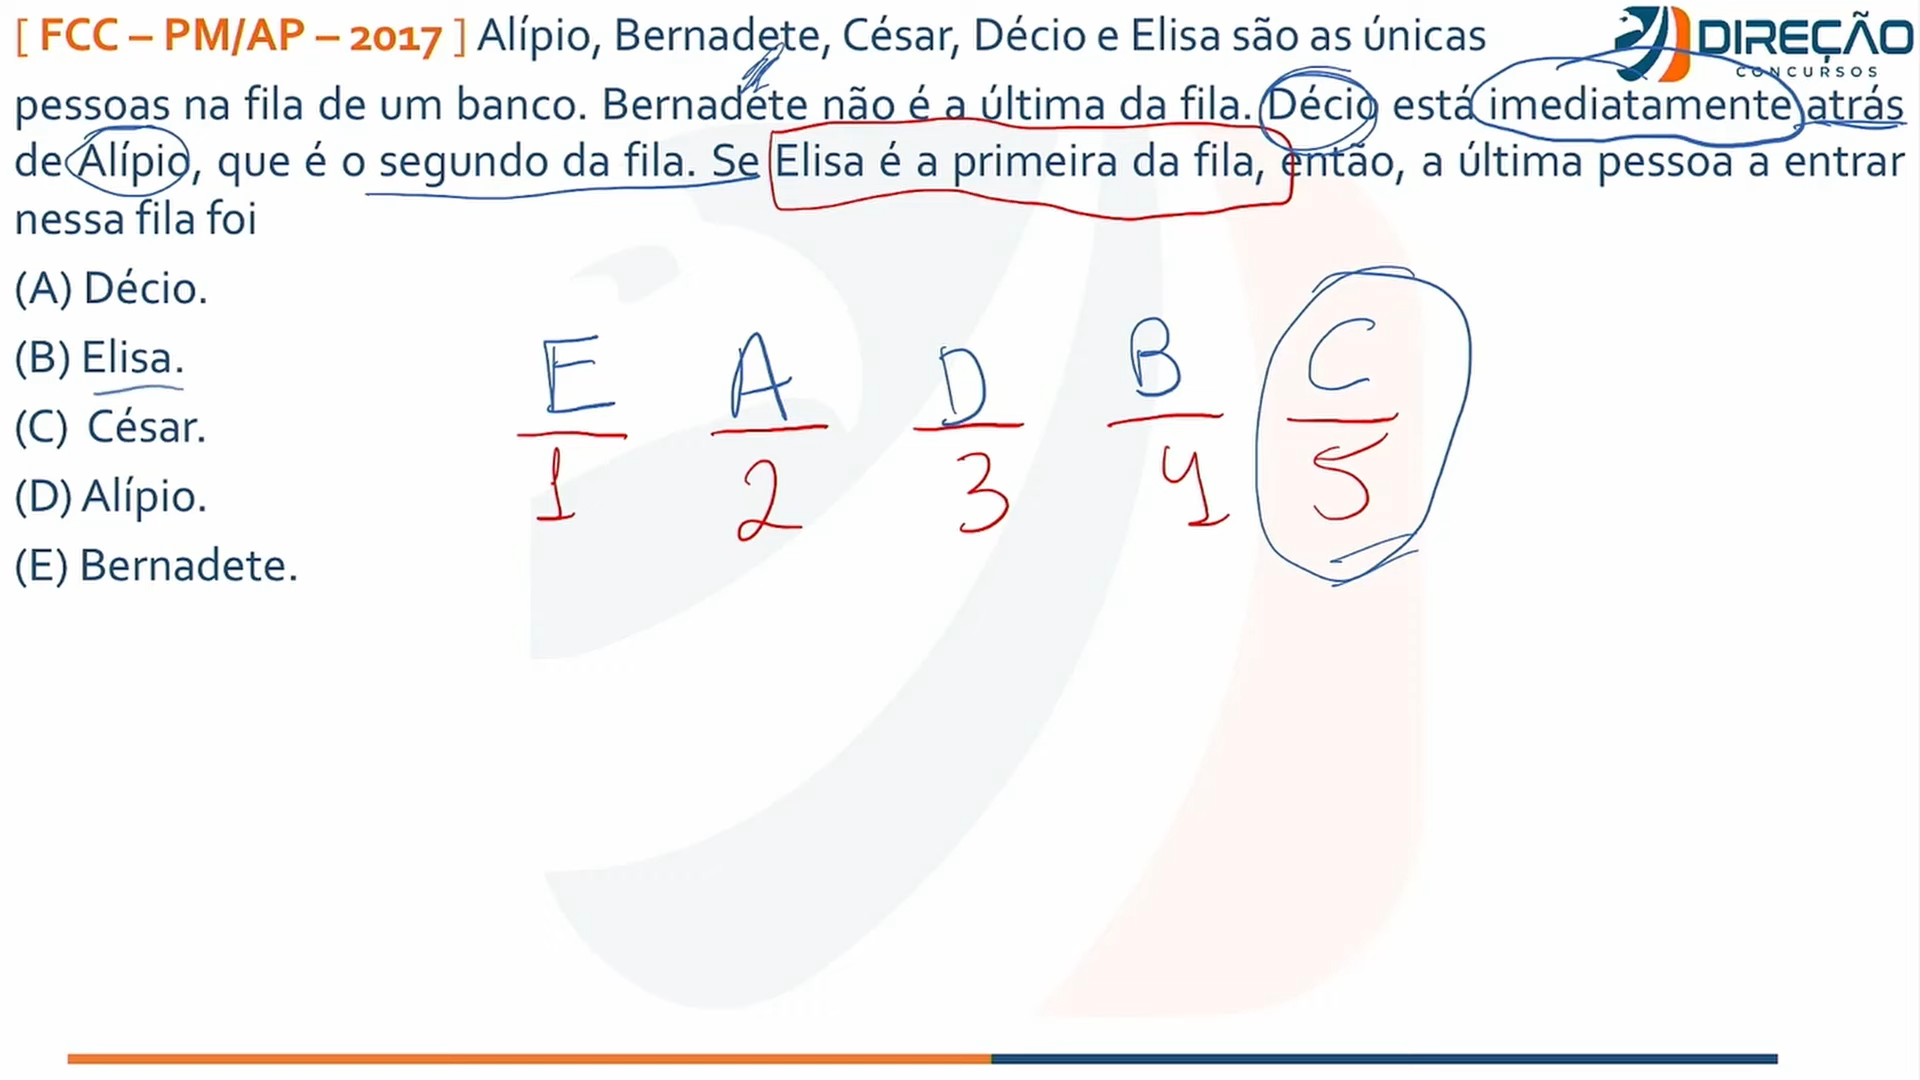 [ FCC – PM/AP – 2017 ] Alípio, Bernadete, César, Décio e Elisa são as únicas
DIREÇÃO
CONCURSOS
pessoas na fila de um banco. Bernadete não é a última da fila. Décio está imediatamente atrás
de Alípio, que é o segundo da fila. Se Elisa é a primeira da fila, então, a última pessoa a entrar
nessa fila foi
(A) Décio.
(B) Elisa.
(C) César.
(D) Alípio.
(E) Bernadete.
E A D B C
1 2 3 4 5